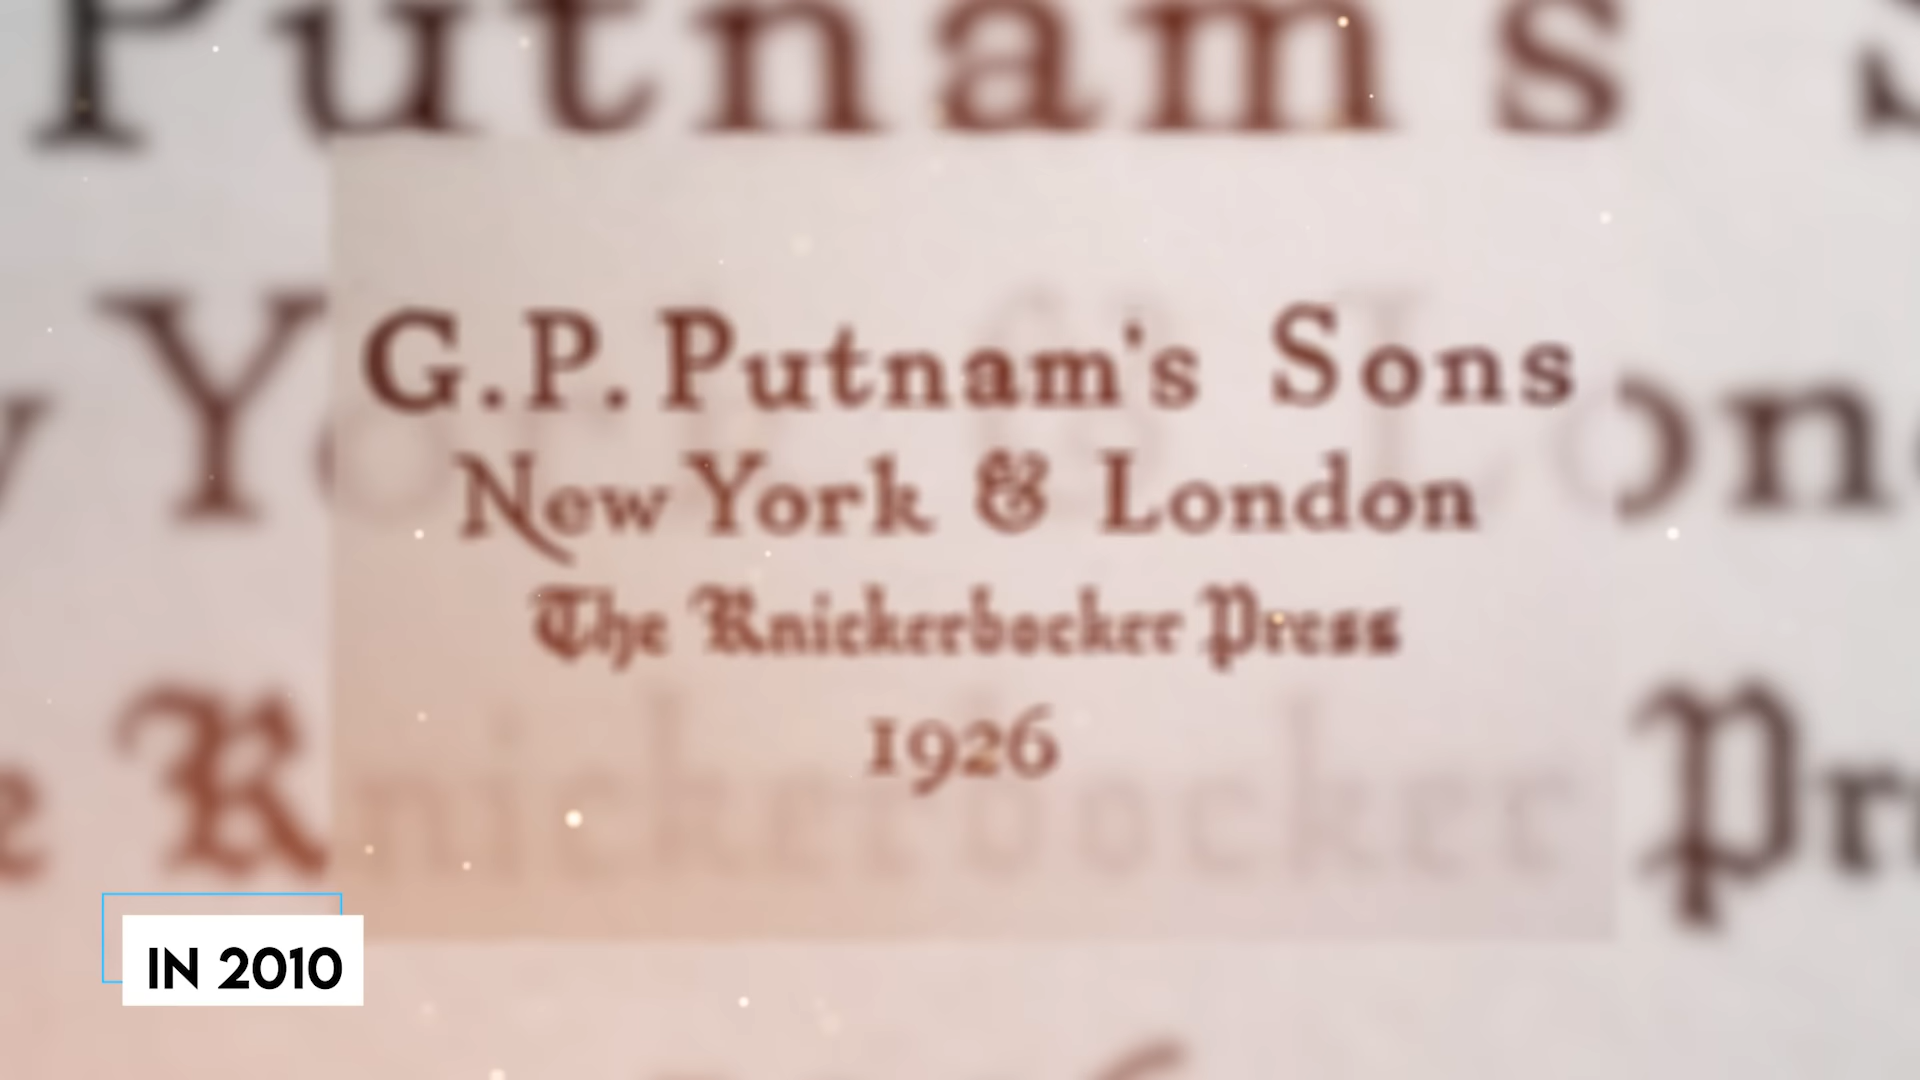 G.P. Putnam's Sons
New York & London
The Knickerbocker Press
1926
IN 2010